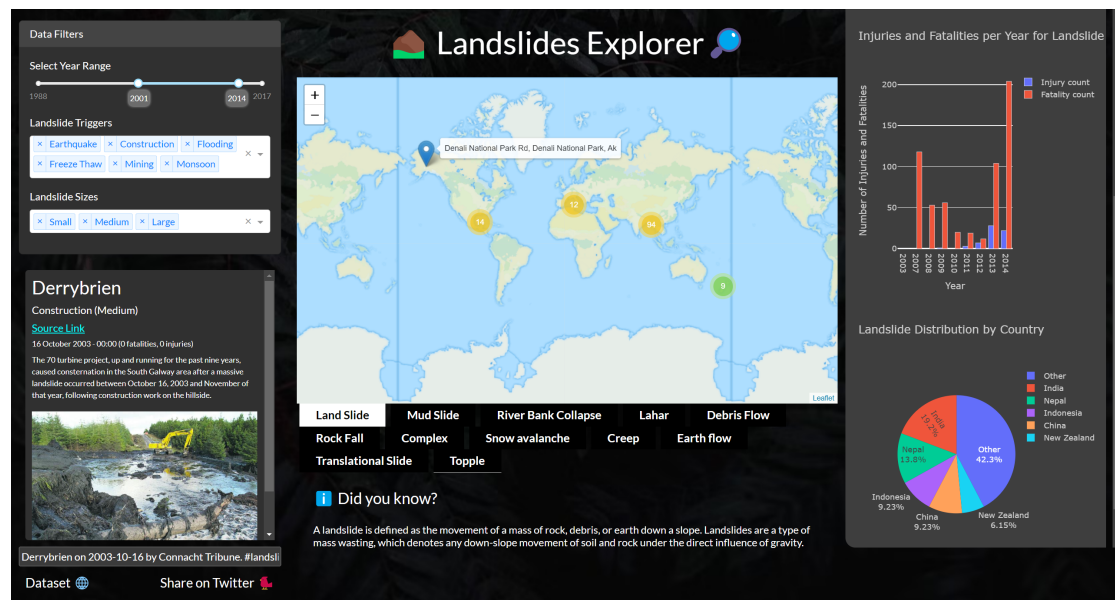 Data Filters
Select Year Range
1988
2001
2014
2017
Landslide Triggers
× Earthquake × Construction × Flooding
× Freeze Thaw × Mining × Monsoon
×
Landslide Sizes
× Small × Medium × Large
×
Derrybrien
Construction (Medium)
Source Link
16 October 2003 - 00:00 (0 fatalities, 0 injuries)
The 70 turbine project, up and running for the past nine years,
caused consternation in the South Galway area after a massive
landslide occurred between October 16, 2003 and November of
that year, following construction work on the hillside.
Derrybrien on 2003-10-16 by Connacht Tribune. #landsli
Dataset
Share on Twitter
Landslides Explorer
+
−
Denali National Park Rd, Denali National Park, Ak
14
12
94
9
Leaflet
Land Slide Mud Slide River Bank Collapse Lahar Debris Flow
Rock Fall Complex Snow avalanche Creep Earth flow
Translational Slide Topple
i Did you know?
A landslide is defined as the movement of a mass of rock, debris, or earth down a slope. Landslides are a type of
mass wasting, which denotes any down-slope movement of soil and rock under the direct influence of gravity.
Injuries and Fatalities per Year for Landslide
Injury count
Fatality count
Number of Injuries and Fatalities
200
150
100
50
0
2003
2007
2008
2009
2010
2011
2012
2013
2014
Year
Landslide Distribution by Country
Other
India
Nepal
Indonesia
China
New Zealand
India
19.2%
Nepal
13.8%
Other
42.3%
Indonesia
9.23%
China
9.23%
New Zealand
6.15%